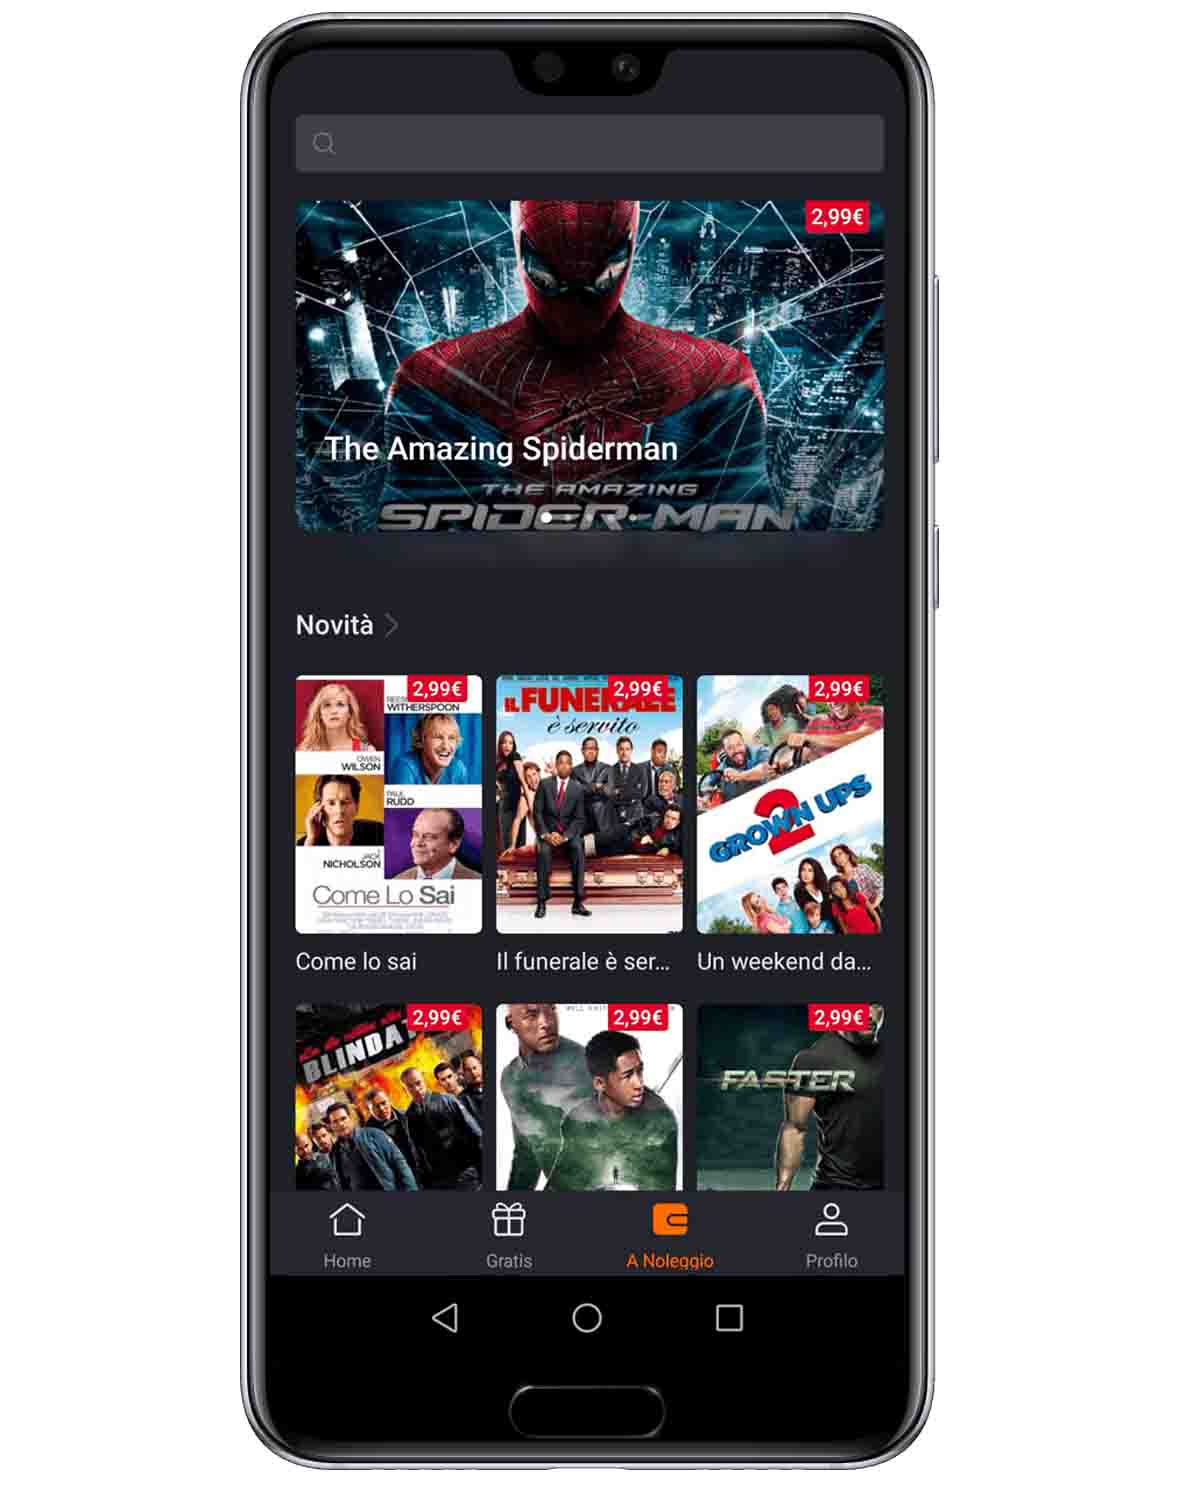 2,99€
The Amazing Spiderman
THE AMAZING
SPIDER-MAN
Novità
2,99€
WITHERSPOON
OWEN
WILSON
PAUL
RUDD
JACK
NICHOLSON
Come Lo Sai
2,99€
IL FUNERALE
è servito
2,99€
GROWN UPS
2
Come lo sai
Il funerale è ser...
Un weekend da...
2,99€
BLINDA
2,99€
2,99€
FASTER
Home
Gratis
A Noleggio
Profilo